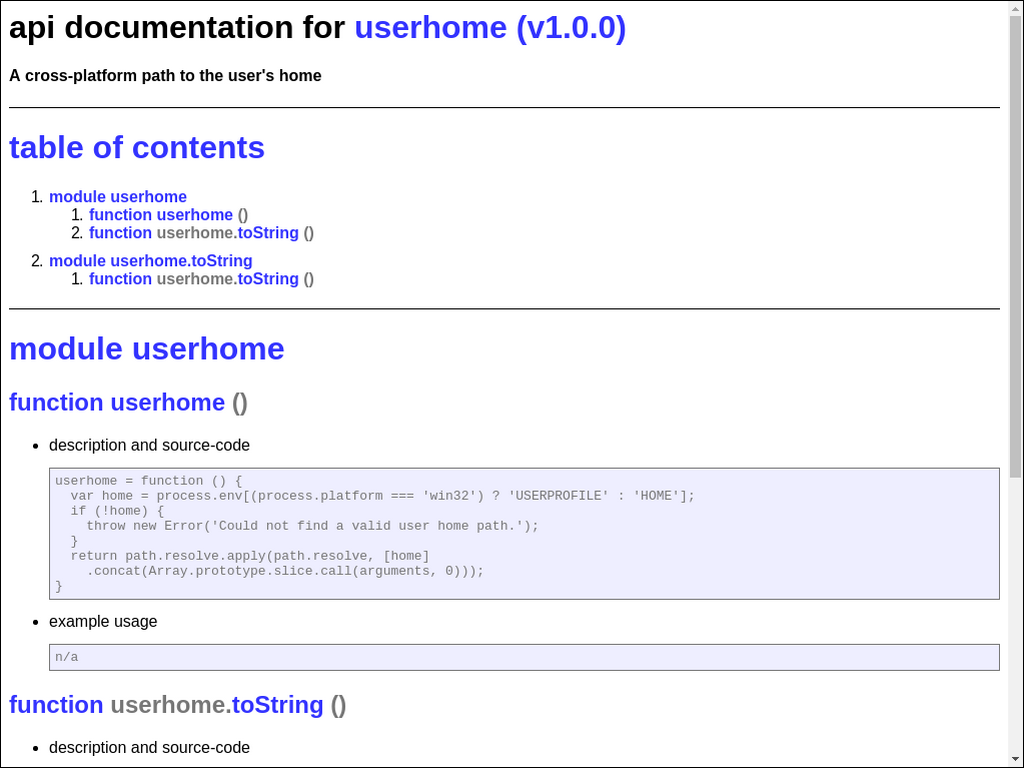 api documentation for userhome (v1.0.0)
A cross-platform path to the user's home
table of contents
1. module userhome
1. function userhome ()
2. function userhome.toString ()
2. module userhome.toString
1. function userhome.toString ()
module userhome
function userhome ()
• description and source-code
userhome = function () {
  var home = process.env[(process.platform === 'win32') ? 'USERPROFILE' : 'HOME'];
  if (!home) {
    throw new Error('Could not find a valid user home path.');
  }
  return path.resolve.apply(path.resolve, [home]
    .concat(Array.prototype.slice.call(arguments, 0)));
}
• example usage
n/a
function userhome.toString ()
• description and source-code